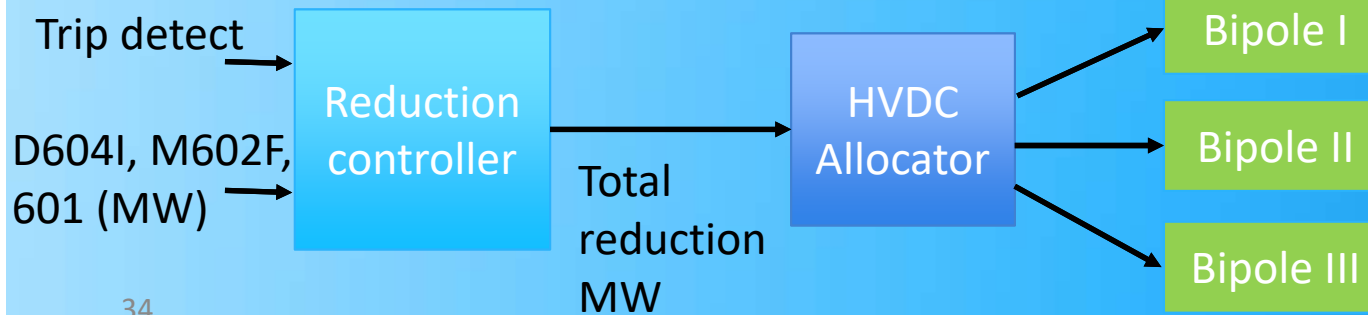 Trip detect
D604I, M602F,
601 (MW)
Reduction
controller
Total
reduction
MW
HVDC
Allocator
Bipole I
Bipole II
Bipole III
34